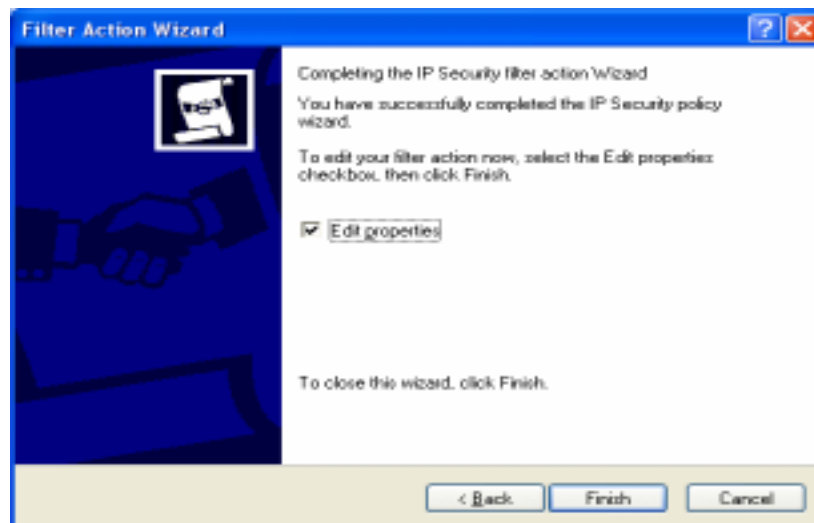 Filter Action Wizard
Completing the IP Security filter action Wizard
You have successfully completed the IP Security policy
wizard.
To edit your filter action now, select the Edit properties
checkbox, then click Finish.
Edit properties
To close this wizard, click Finish.
< Back
Finish
Cancel